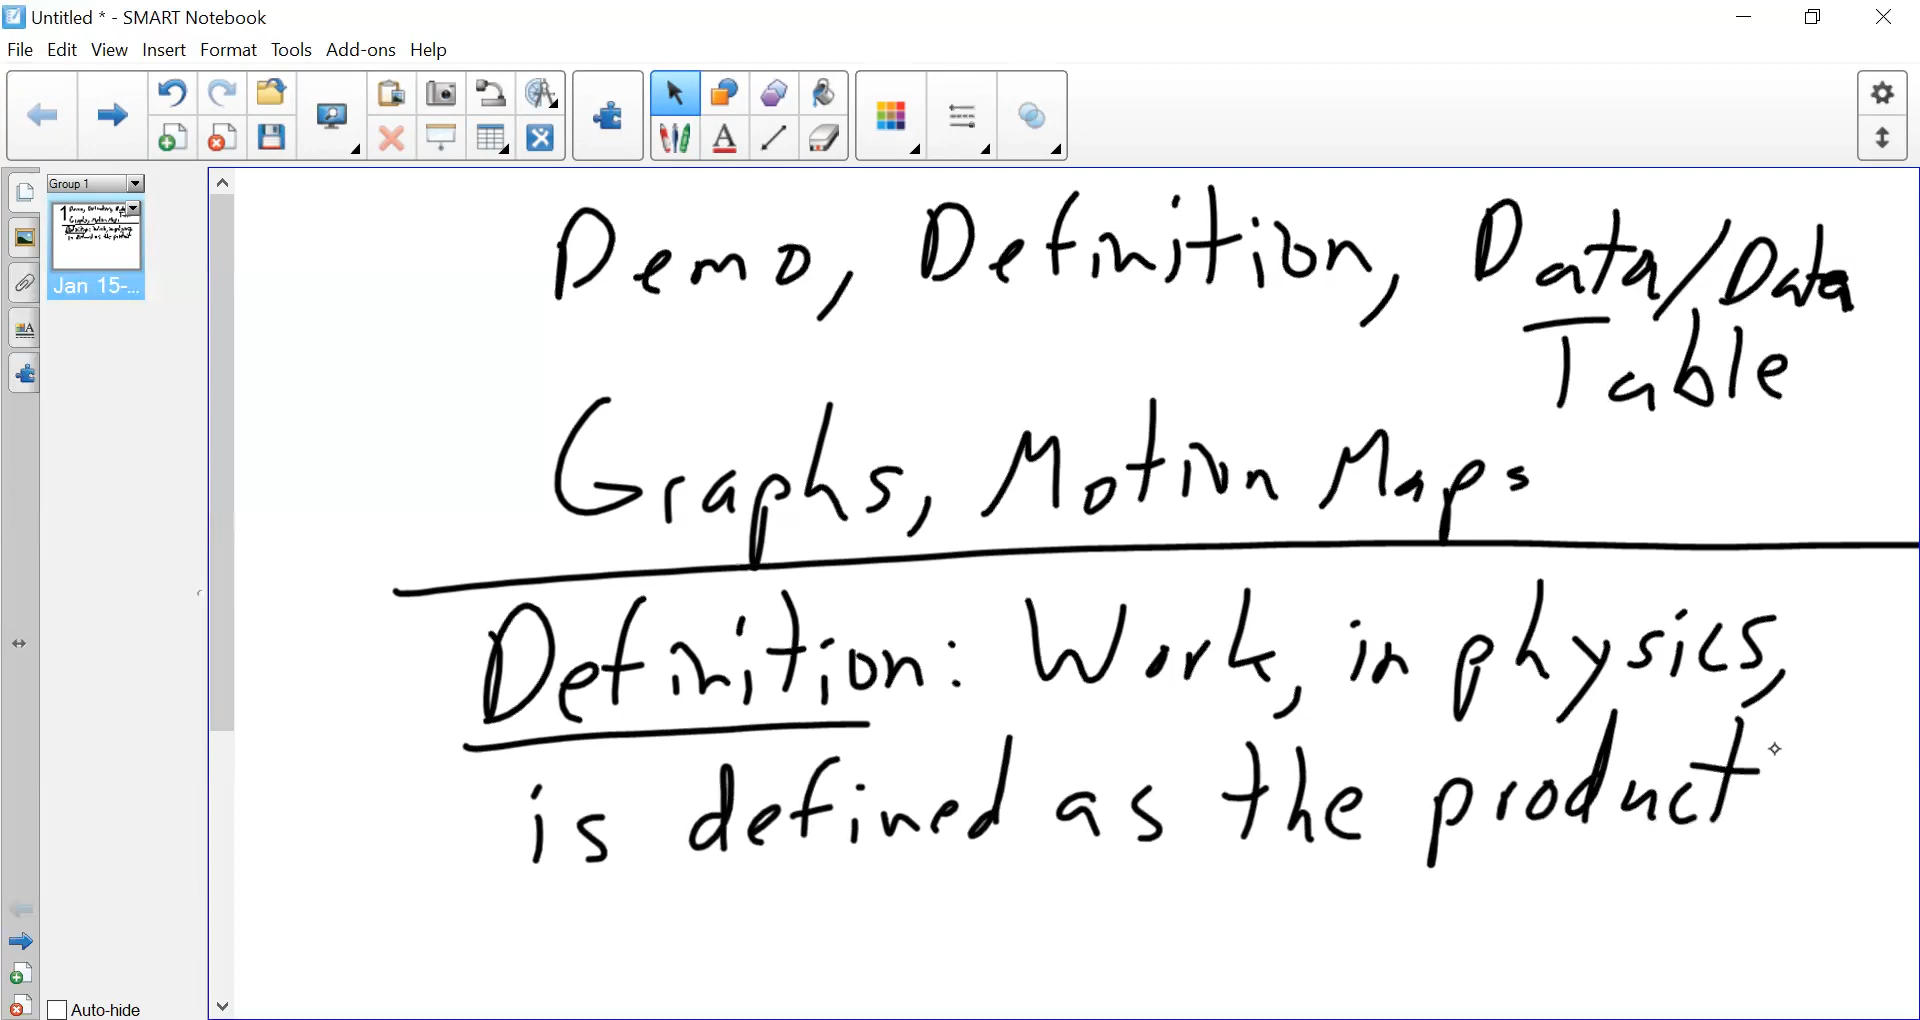 Untitled * - SMART Notebook
File Edit View Insert Format Tools Add-ons Help
Group 1
Jan 15-...
Auto-hide
Demo, Definition, Data/Data
Table
Graphs, Motion Maps
Definition: Work, in physics,
is defined as the product